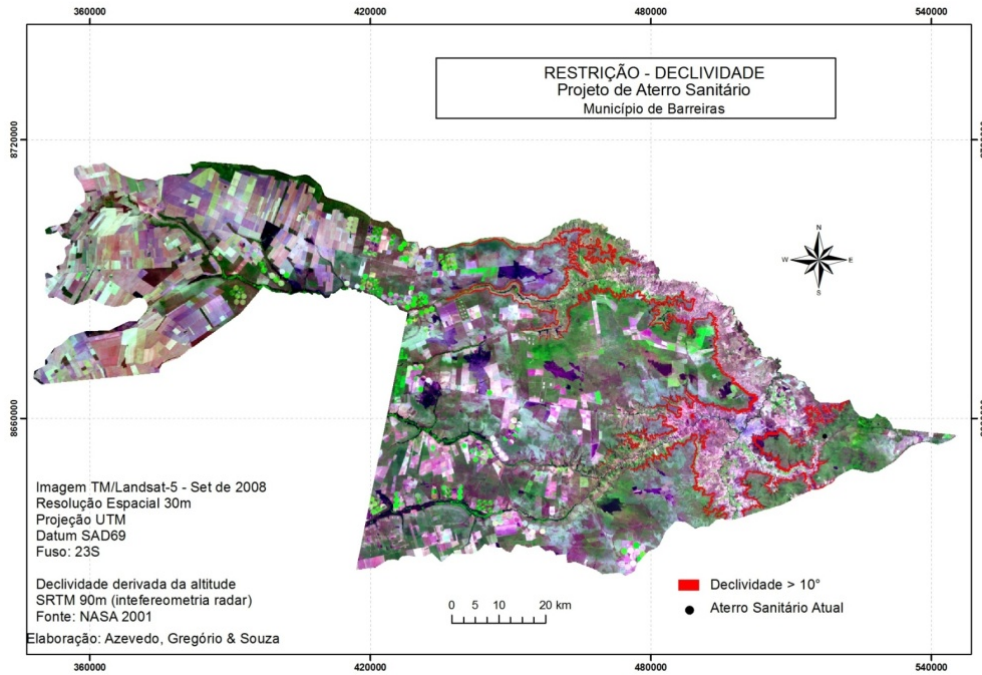 360000 420000 480000 540000
RESTRIÇÃO - DECLIVIDADE
Projeto de Aterro Sanitário
Município de Barreiras
8720000
N
W E
S
8660000
Imagem TM/Landsat-5 - Set de 2008
Resolução Espacial 30m
Projeção UTM
Datum SAD69
Fuso: 23S
Declividade derivada da altitude
SRTM 90m (intefereometria radar)
Fonte: NASA 2001
Elaboração: Azevedo, Gregório & Souza
0 5 10 20 km
Declividade > 10°
Aterro Sanitário Atual
360000 420000 480000 540000